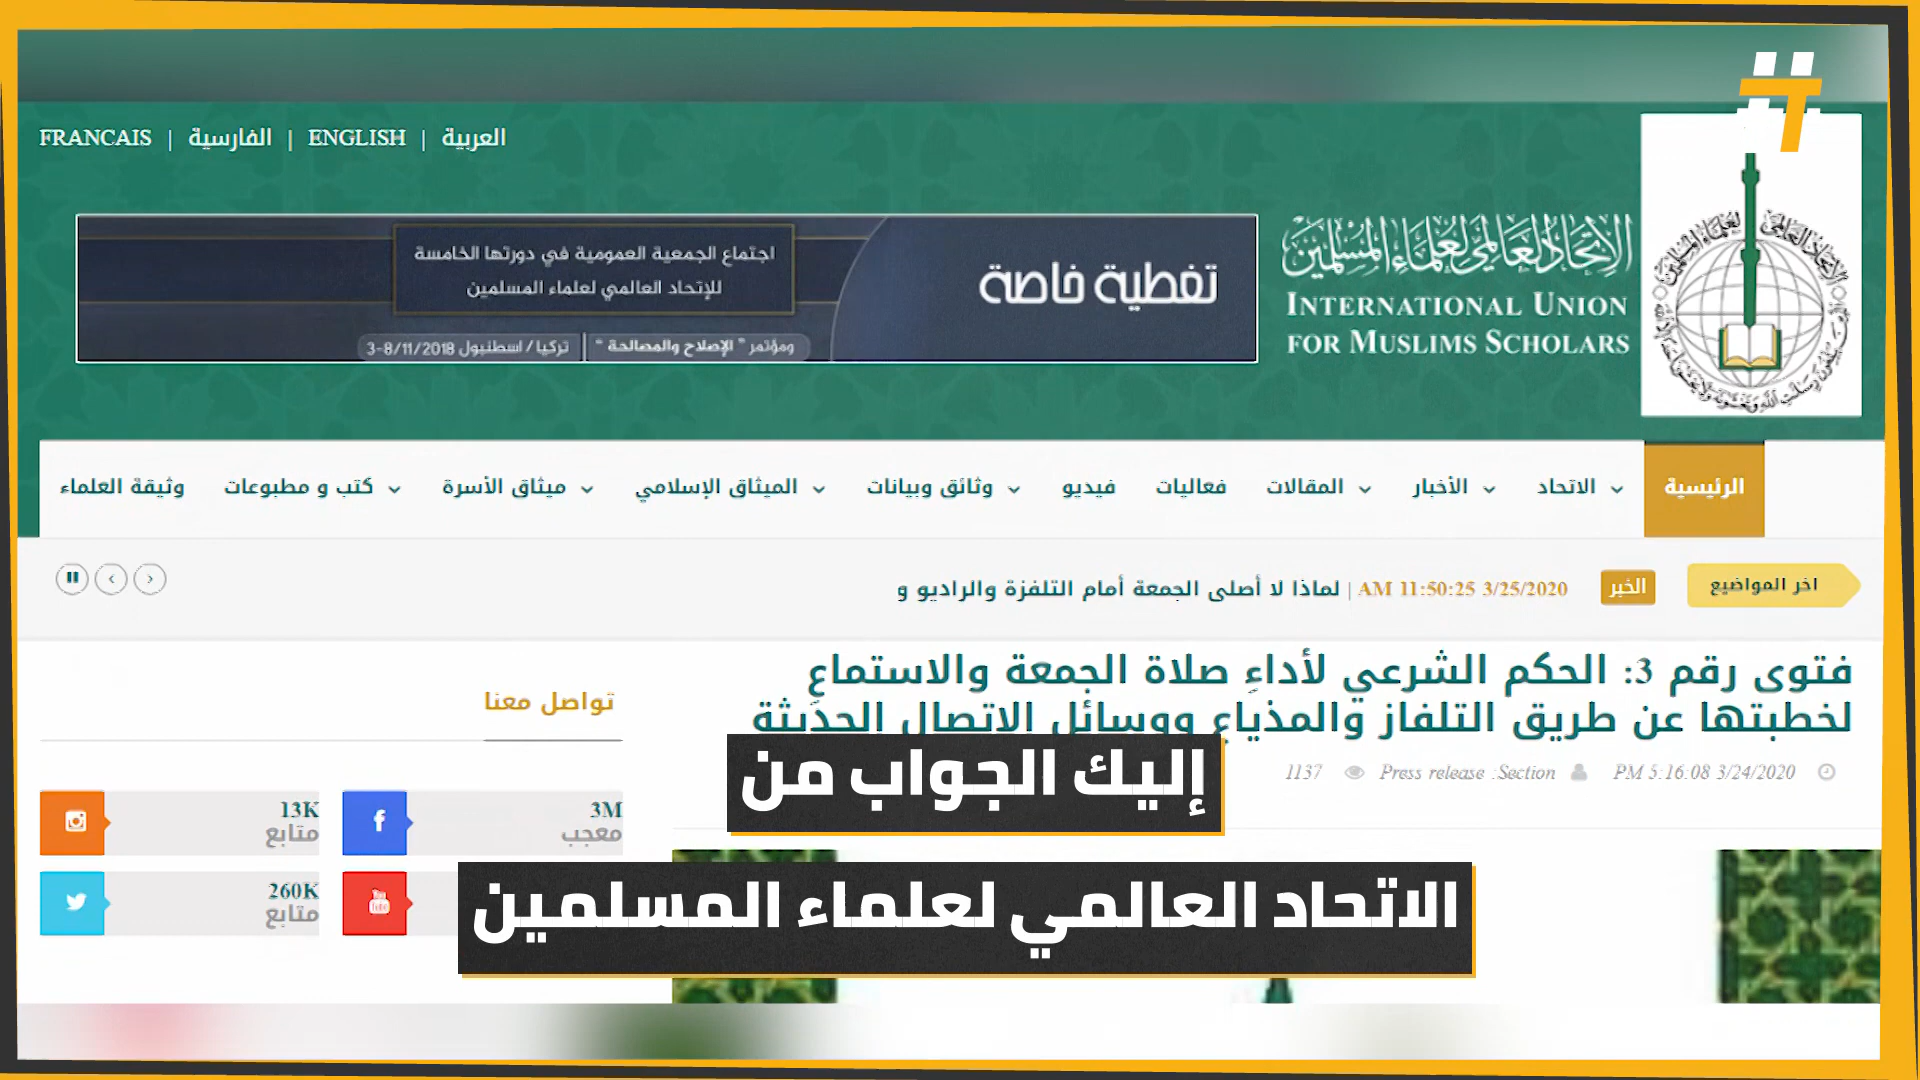 العربية | ENGLISH | الفارسية | FRANCAIS
الإتحاد العالمي لعلماء المسلمين
INTERNATIONAL UNION
FOR MUSLIMS SCHOLARS
تغطية خاصة
اجتماع الجمعية العمومية في دورتها الخامسة
للإتحاد العالمي لعلماء المسلمين
ومؤتمر " الإصلاح والمصالحة " | تركيا / اسطنبول 3-8/11/2018
الرئيسية الاتحاد الأخبار المقالات فعاليات فيديو وثائق وبيانات الميثاق الإسلامي ميثاق الأسرة كتب و مطبوعات وثيقة العلماء
اخر المواضيع الخبر 3/25/2020 11:50:25 AM | لماذا لا أصلى الجمعة أمام التلفزة والراديو و
فتوى رقم 3: الحكم الشرعي لأداءِ صلاة الجمعة والاستماعِ
لخطبتها عن طريق التلفاز والمذياعِ ووسائل الاتصال الحديثة
3/24/2020 5:16:08 PM Section: Press release 1137
تواصل معنا
3M
معجب
13K
متابع
260K
متابع
إليك الجواب من
الاتحاد العالمي لعلماء المسلمين